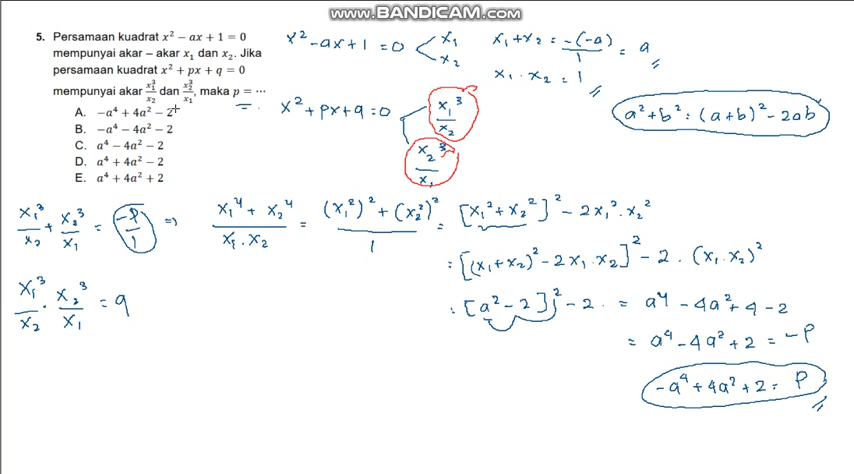 www.BANDICAM.com
5. Persamaan kuadrat x² − ax + 1 = 0
mempunyai akar – akar x₁ dan x₂. Jika
persamaan kuadrat x² + px + q = 0
mempunyai akar x₁³/x₂ dan x₂³/x₁, maka p = ⋯
A. −a⁴ + 4a² − 2
B. −a⁴ − 4a² − 2
C. a⁴ − 4a² − 2
D. a⁴ + 4a² − 2
E. a⁴ + 4a² + 2
x² − ax + 1 = 0 < x₁ x₂
x₁ + x₂ = −(−a)/1 = a
x₁ · x₂ = 1
x² + px + q = 0 < x₁³/x₂ x₂³/x₁
a² + b² = (a + b)² − 2ab
x₁³/x₂ + x₂³/x₁ = −p/1 ⇒ x₁⁴ + x₂⁴/x₁ · x₂ = (x₁²)² + (x₂²)²/1 = [x₁² + x₂²]² − 2x₁² · x₂²
= [(x₁ + x₂)² − 2x₁ · x₂]² − 2 · (x₁ · x₂)²
x₁³/x₂ · x₂³/x₁ = q
= [a² − 2]² − 2 · = a⁴ − 4a² + 4 − 2
= a⁴ − 4a² + 2 = −p
−a⁴ + 4a² + 2 = p